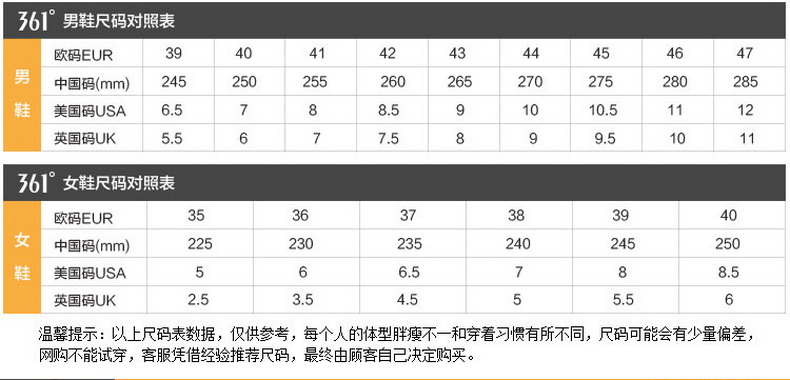 361° 男鞋尺码对照表
男鞋
欧码EUR 39 40 41 42 43 44 45 46 47
中国码(mm) 245 250 255 260 265 270 275 280 285
美国码USA 6.5 7 8 8.5 9 10 10.5 11 12
英国码UK 5.5 6 7 7.5 8 9 9.5 10 11
361° 女鞋尺码对照表
女鞋
欧码EUR 35 36 37 38 39 40
中国码(mm) 225 230 235 240 245 250
美国码USA 5 6 6.5 7 8 8.5
英国码UK 2.5 3.5 4.5 5 5.5 6
温馨提示：以上尺码表数据，仅供参考，每个人的体型胖瘦不一和穿着习惯有所不同，尺码可能会有少量偏差，
网购不能试穿，客服凭借经验推荐尺码，最终由顾客自己决定购买。